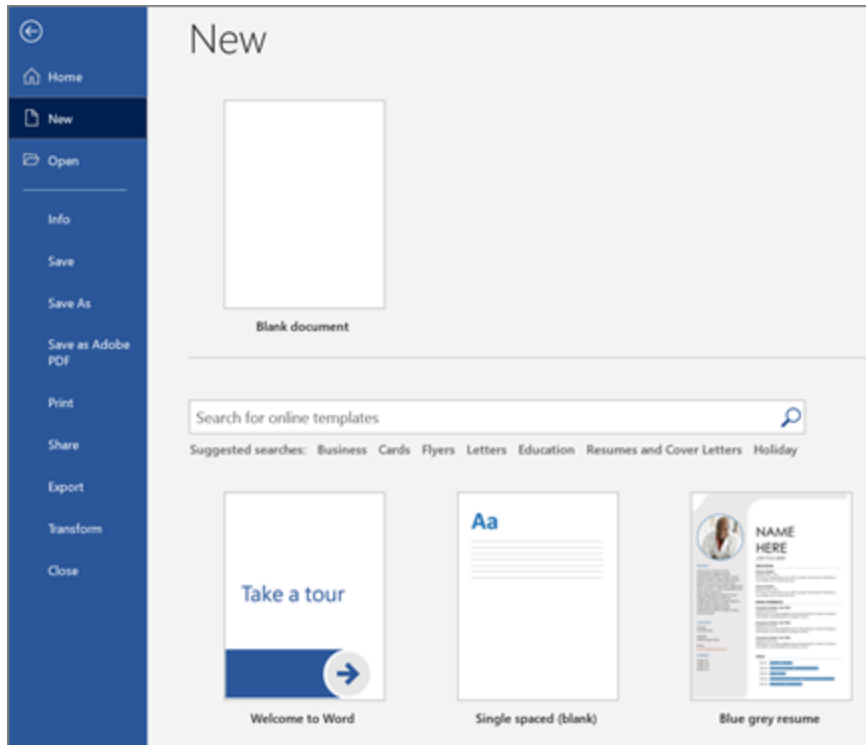 New
Home
New
Open
Info
Save
Save As
Save as Adobe
PDF
Print
Share
Export
Transform
Close
Blank document
Search for online templates
Suggested searches: Business Cards Flyers Letters Education Resumes and Cover Letters Holiday
Take a tour
Welcome to Word
Aa
Single spaced (blank)
NAME
HERE
Blue grey resume